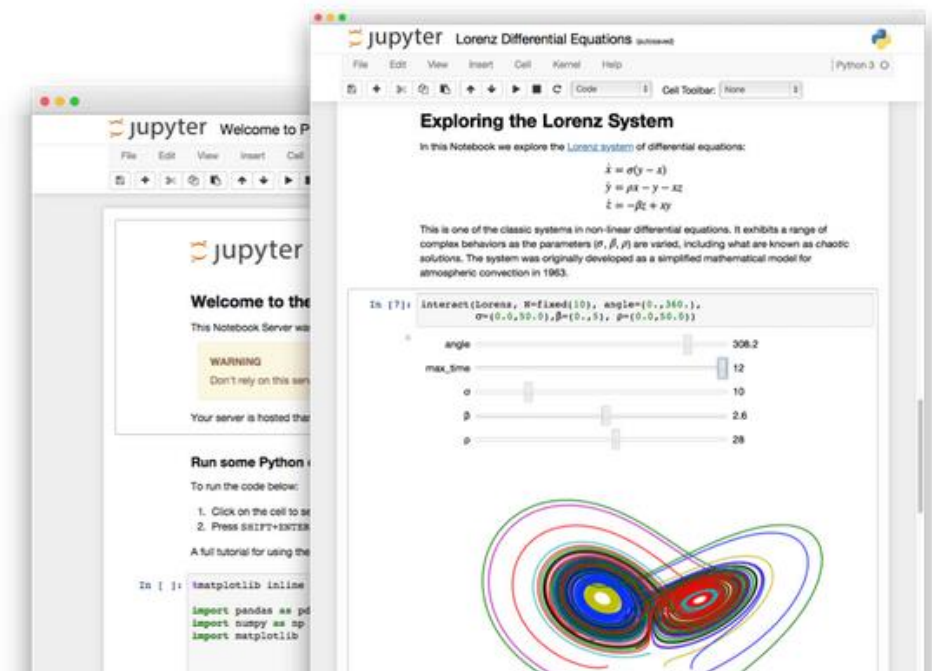 jupyter Lorenz Differential Equations (autosaved)
File Edit View Insert Cell Kernel Help Python 3
Code Cell Toolbar: None
Exploring the Lorenz System
In this Notebook we explore the Lorenz system of differential equations:
ẋ = σ(y − x)
ẏ = ρx − y − xz
ż = −βz + xy
This is one of the classic systems in non-linear differential equations. It exhibits a range of
complex behaviors as the parameters (σ, β, ρ) are varied, including what are known as chaotic
solutions. The system was originally developed as a simplified mathematical model for
atmospheric convection in 1963.
In [7]: interact(Lorenz, N=fixed(10), angle=(0.,360.),
σ=(0.0,50.0),β=(0.,5), ρ=(0.0,50.0))
angle 308.2
max_time 12
σ 10
β 2.6
ρ 28
jupyter Welcome to P
File Edit View Insert Cell
jupyter
Welcome to the
This Notebook Server was
WARNING
Don't rely on this serv
Your server is hosted than
Run some Python
To run the code below:
1. Click on the cell to se
2. Press SHIFT+ENTER
A full tutorial for using the
In [ ]: %matplotlib inline
import pandas as pd
import numpy as np
import matplotlib